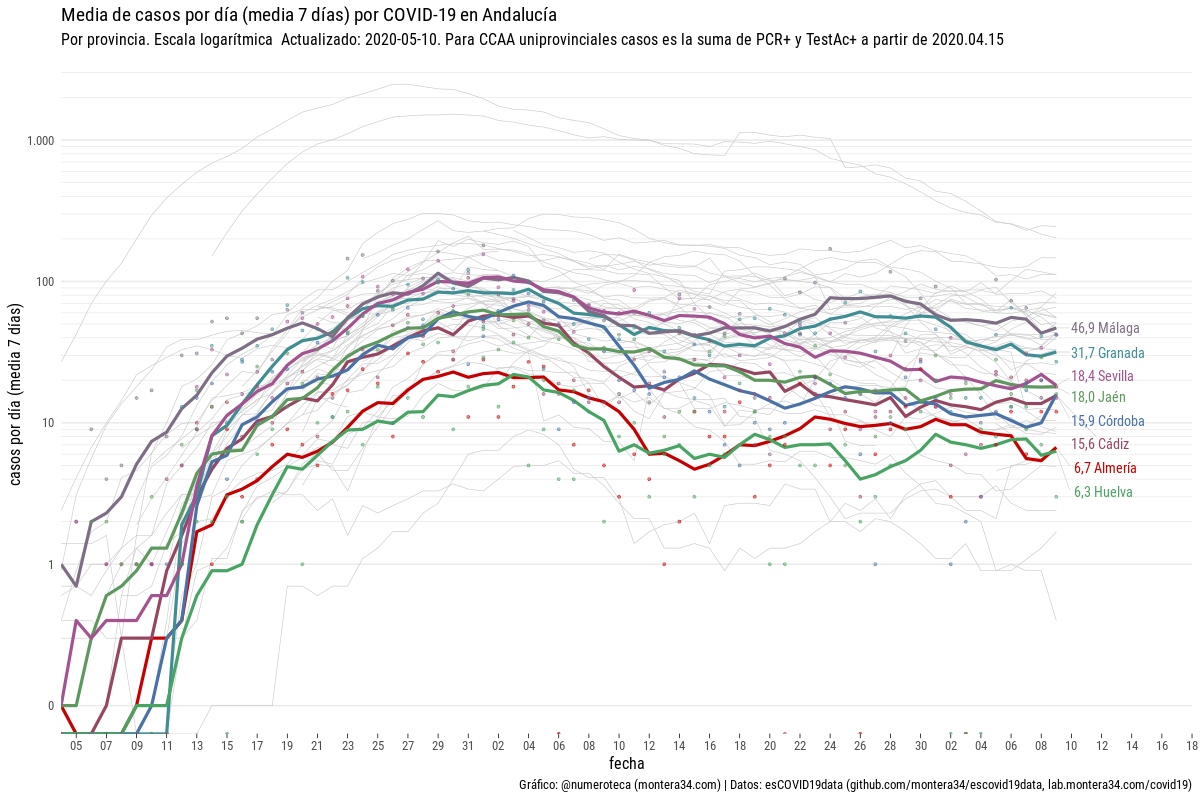 Media de casos por día (media 7 días) por COVID-19 en Andalucía
Por provincia. Escala logarítmica  Actualizado: 2020-05-10. Para CCAA uniprovinciales casos es la suma de PCR+ y TestAc+ a partir de 2020.04.15
casos por día (media 7 días)
1.000
100
10
1
0
46,9 Málaga
31,7 Granada
18,4 Sevilla
18,0 Jaén
15,9 Córdoba
15,6 Cádiz
6,7 Almería
6,3 Huelva
05 07 09 11 13 15 17 19 21 23 25 27 29 31 02 04 06 08 10 12 14 16 18 20 22 24 26 28 30 02 04 06 08 10 12 14 16 18
fecha
Gráfico: @numeroteca (montera34.com) | Datos: esCOVID19data (github.com/montera34/escovid19data, lab.montera34.com/covid19)